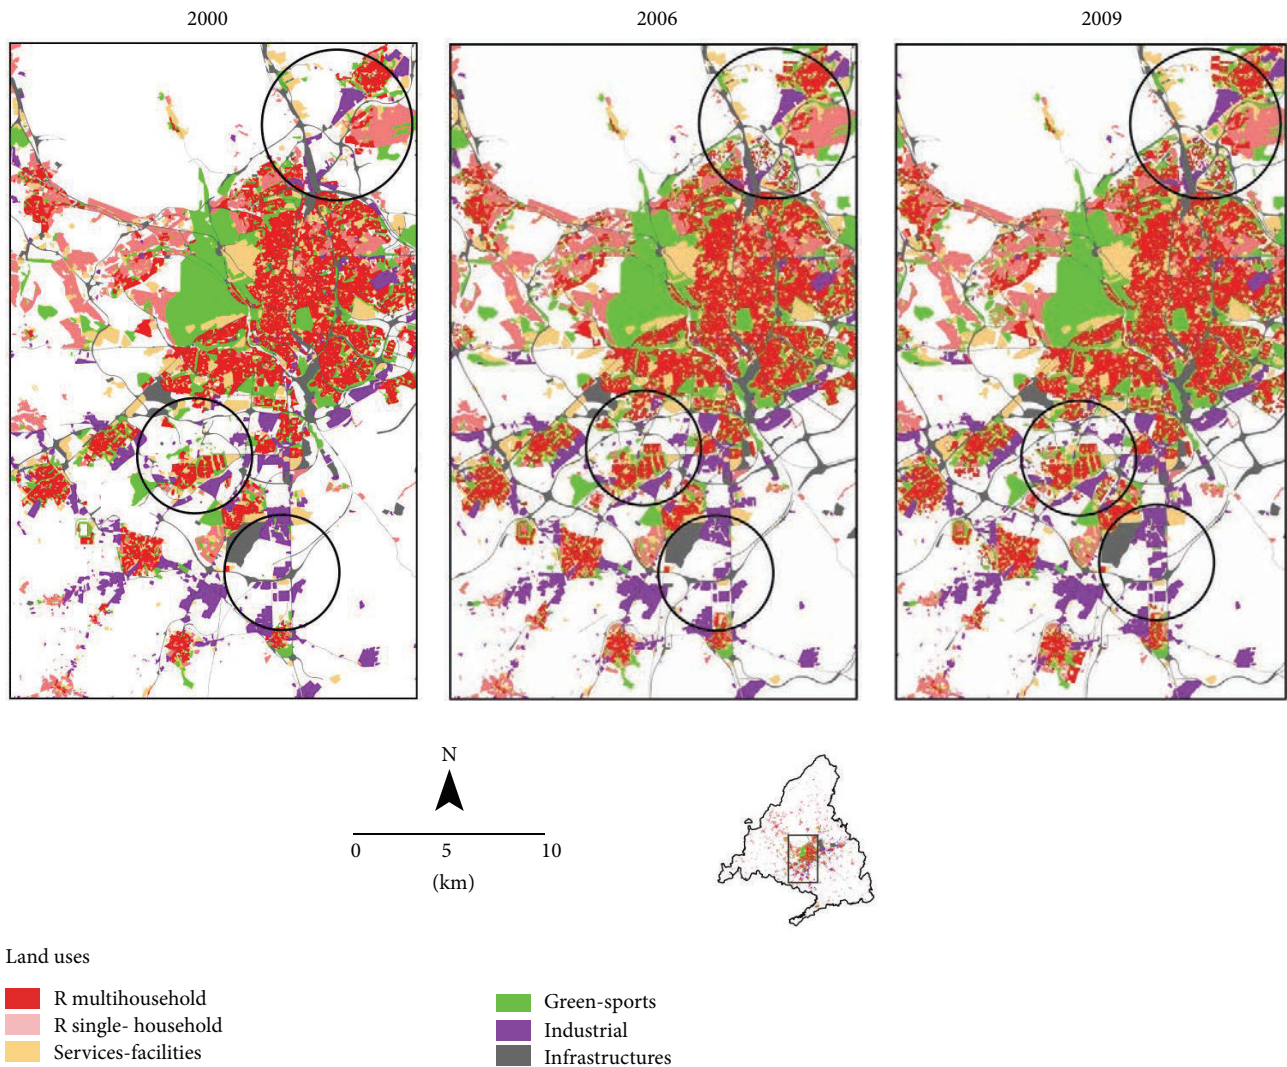 2000
2006
2009
N
0 5 10
(km)
Land uses
R multihousehold
R single- household
Services-facilities
Green-sports
Industrial
Infrastructures